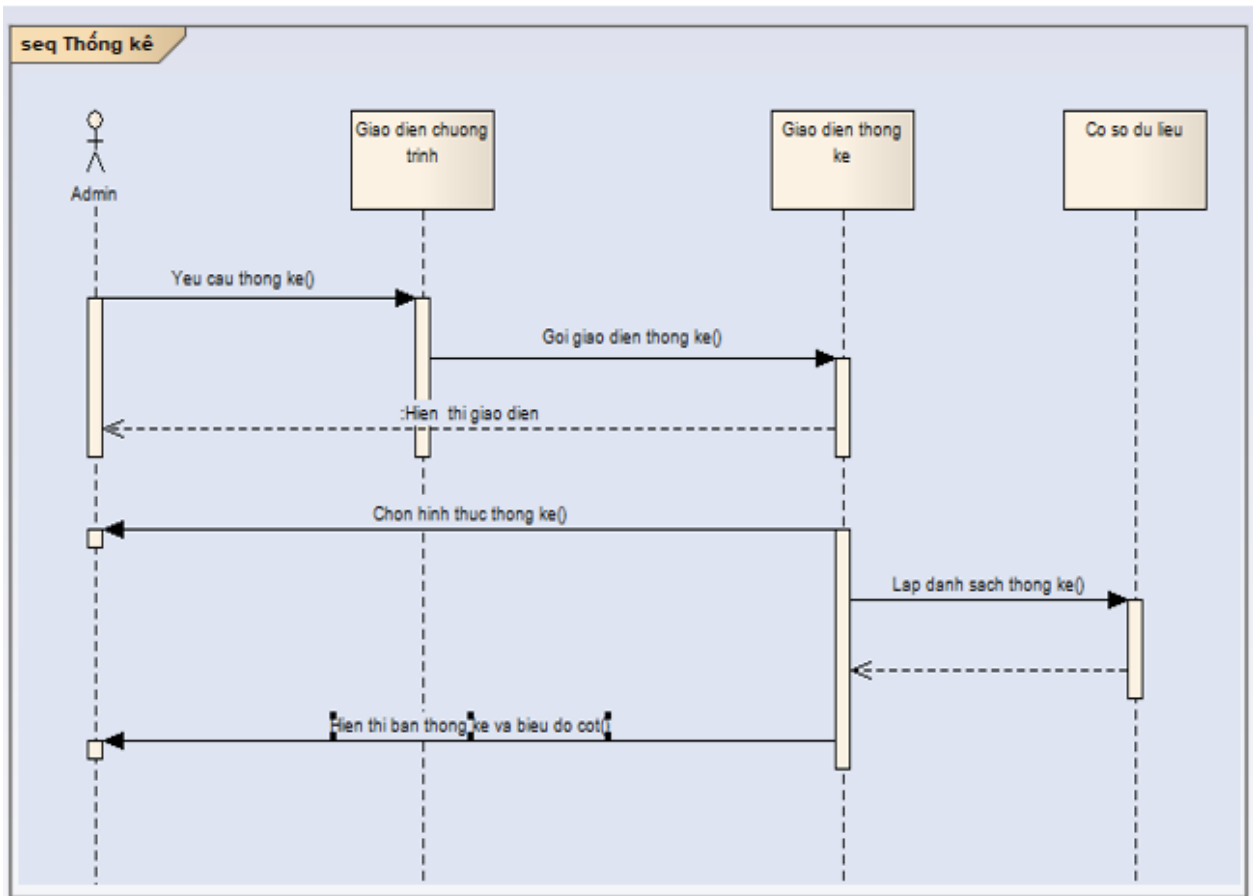 seq Thống kê
Admin
Giao dien chuong
trinh
Giao dien thong
ke
Co so du lieu
Yeu cau thong ke()
Goi giao dien thong ke()
:Hien thi giao dien
Chon hinh thuc thong ke()
Lap danh sach thong ke()
Hien thi ban thong ke va bieu do cot()